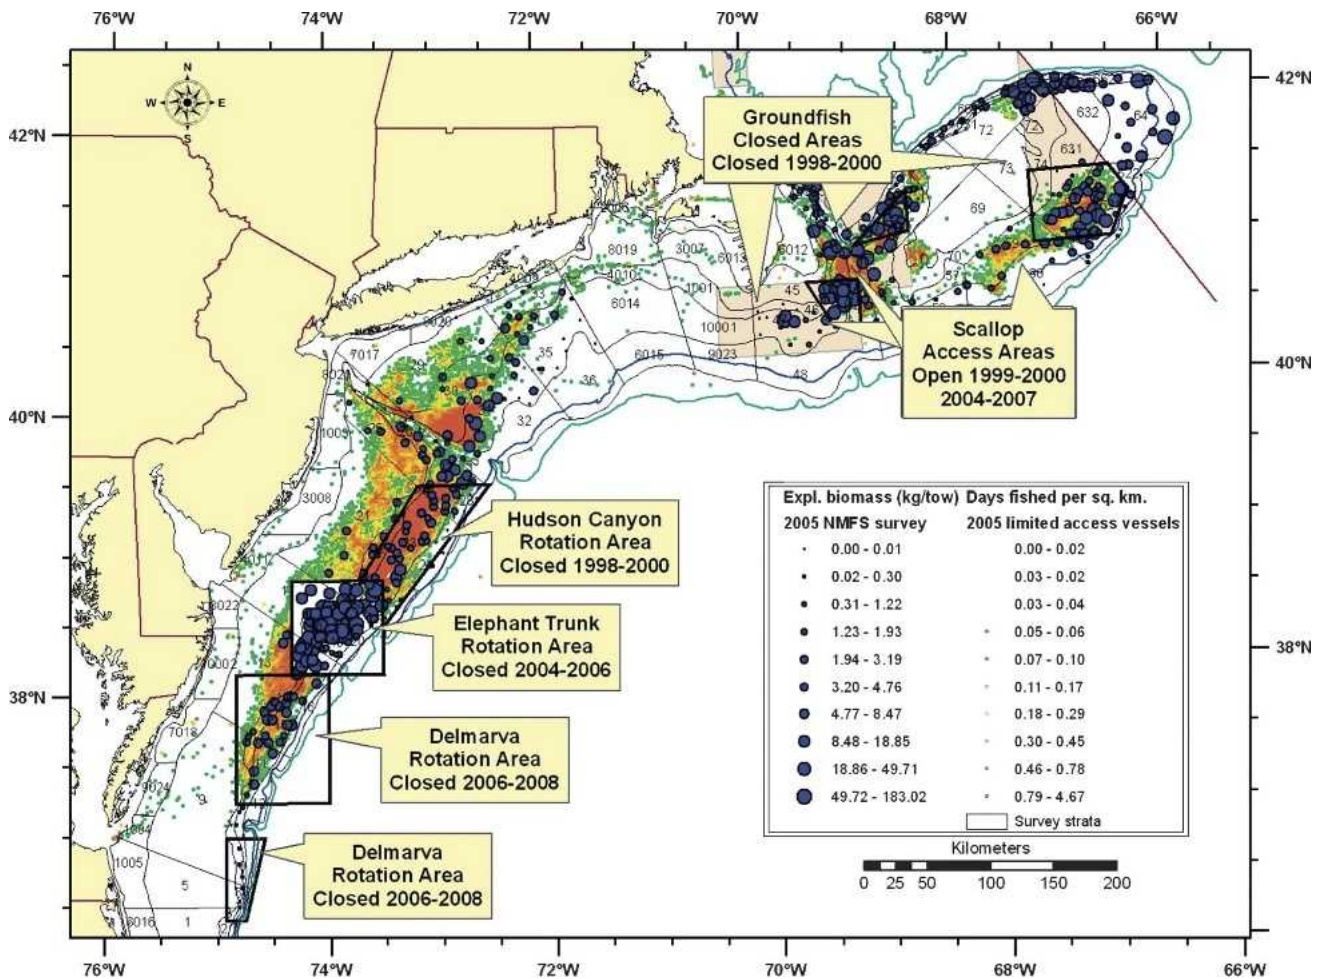 76°W 74°W 72°W 70°W 68°W 66°W
N
W E
S
42°N
42°N
40°N
40°N
38°N
38°N
Groundfish
Closed Areas
Closed 1998-2000
Scallop
Access Areas
Open 1999-2000
2004-2007
Hudson Canyon
Rotation Area
Closed 1998-2000
Elephant Trunk
Rotation Area
Closed 2004-2006
Delmarva
Rotation Area
Closed 2006-2008
Delmarva
Rotation Area
Closed 2006-2008
632
64
72
72
631
73
74
69
70
8019
3007
6013
6012
4010
1001
6014
45
10001
6015
9023
48
33
35
36
32
7017
29
3008
10002
7018
9
1005
5
1
Expl. biomass (kg/tow) Days fished per sq. km.
2005 NMFS survey 2005 limited access vessels
0.00 - 0.01 0.00 - 0.02
0.02 - 0.30 0.03 - 0.02
0.31 - 1.22 0.03 - 0.04
1.23 - 1.93 0.05 - 0.06
1.94 - 3.19 0.07 - 0.10
3.20 - 4.76 0.11 - 0.17
4.77 - 8.47 0.18 - 0.29
8.48 - 18.85 0.30 - 0.45
18.86 - 49.71 0.46 - 0.78
49.72 - 183.02 0.79 - 4.67
Survey strata
Kilometers
0 25 50 100 150 200
76°W 74°W 72°W 70°W 68°W 66°W